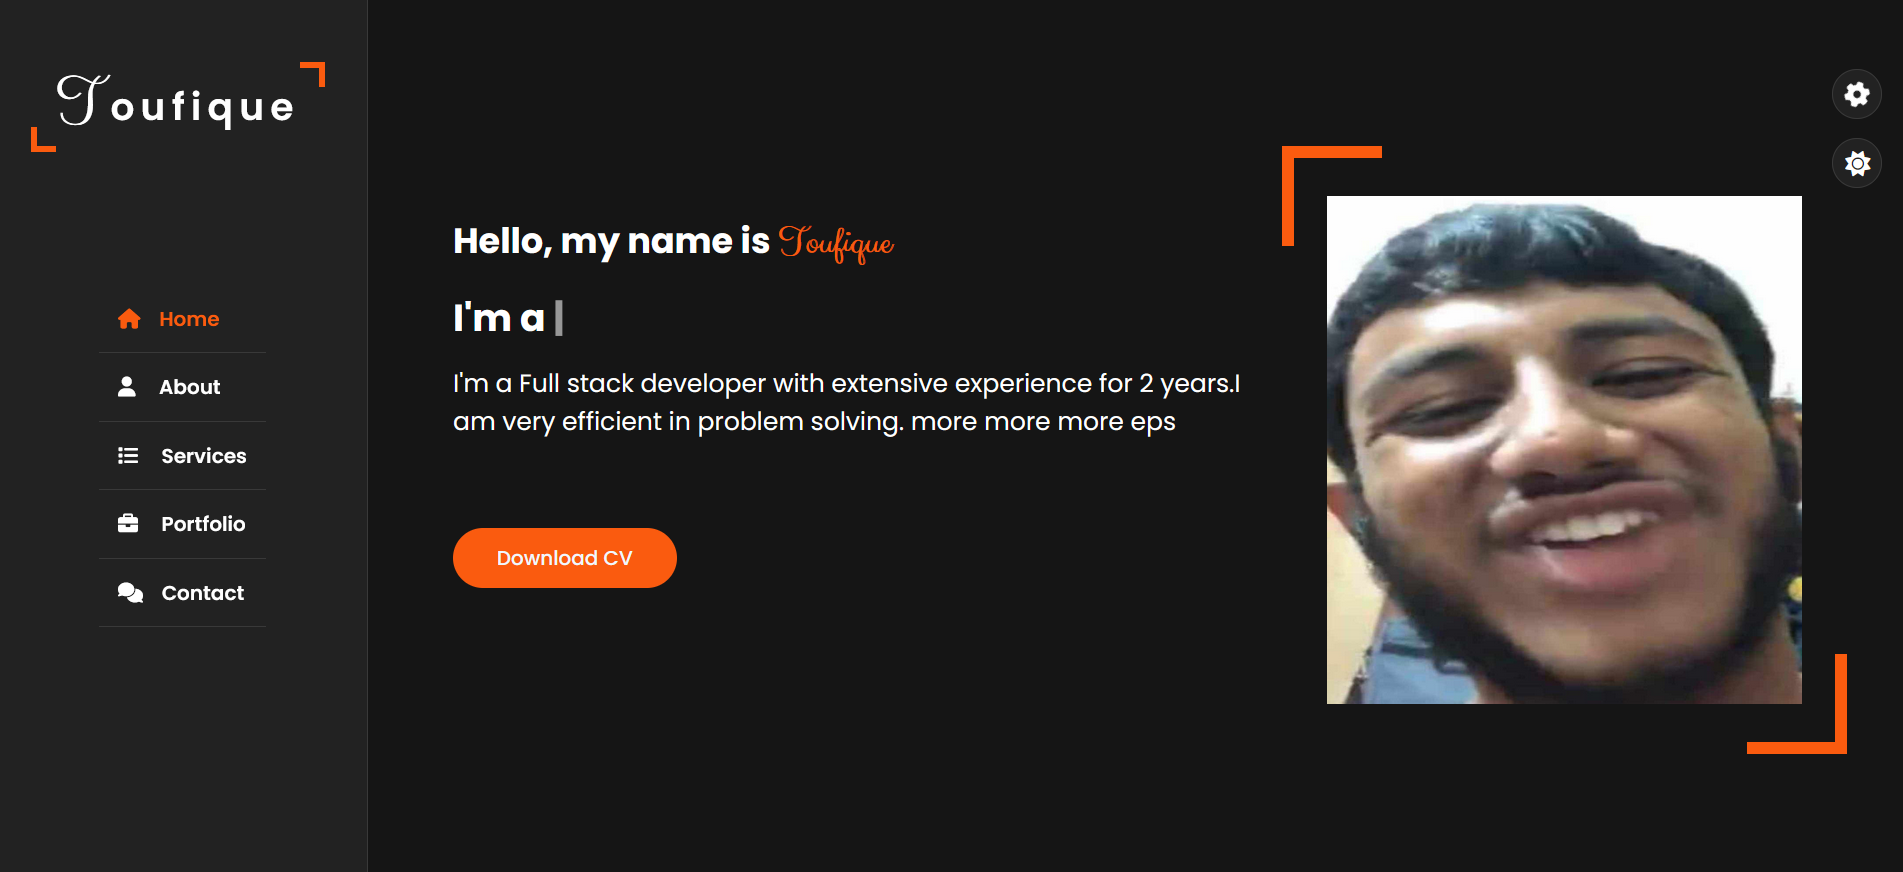 Toufique
Home
About
Services
Portfolio
Contact
Hello, my name is Toufique
I'm a
I'm a Full stack developer with extensive experience for 2 years.I
am very efficient in problem solving. more more more eps
Download CV